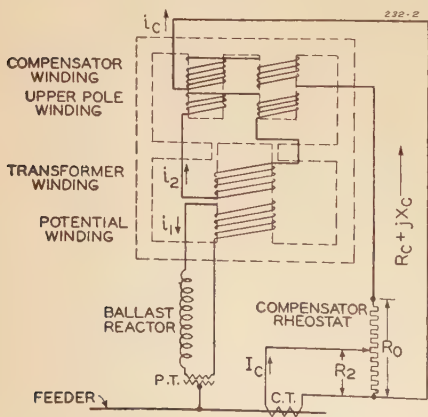 i_C
232-2
COMPENSATOR
WINDING
UPPER POLE
WINDING
TRANSFORMER
WINDING
i_2
POTENTIAL
WINDING
i_1
R_C + jX_C
BALLAST
REACTOR
COMPENSATOR
RHEOSTAT
P.T.
I_C
R_2
R_0
FEEDER
C.T.